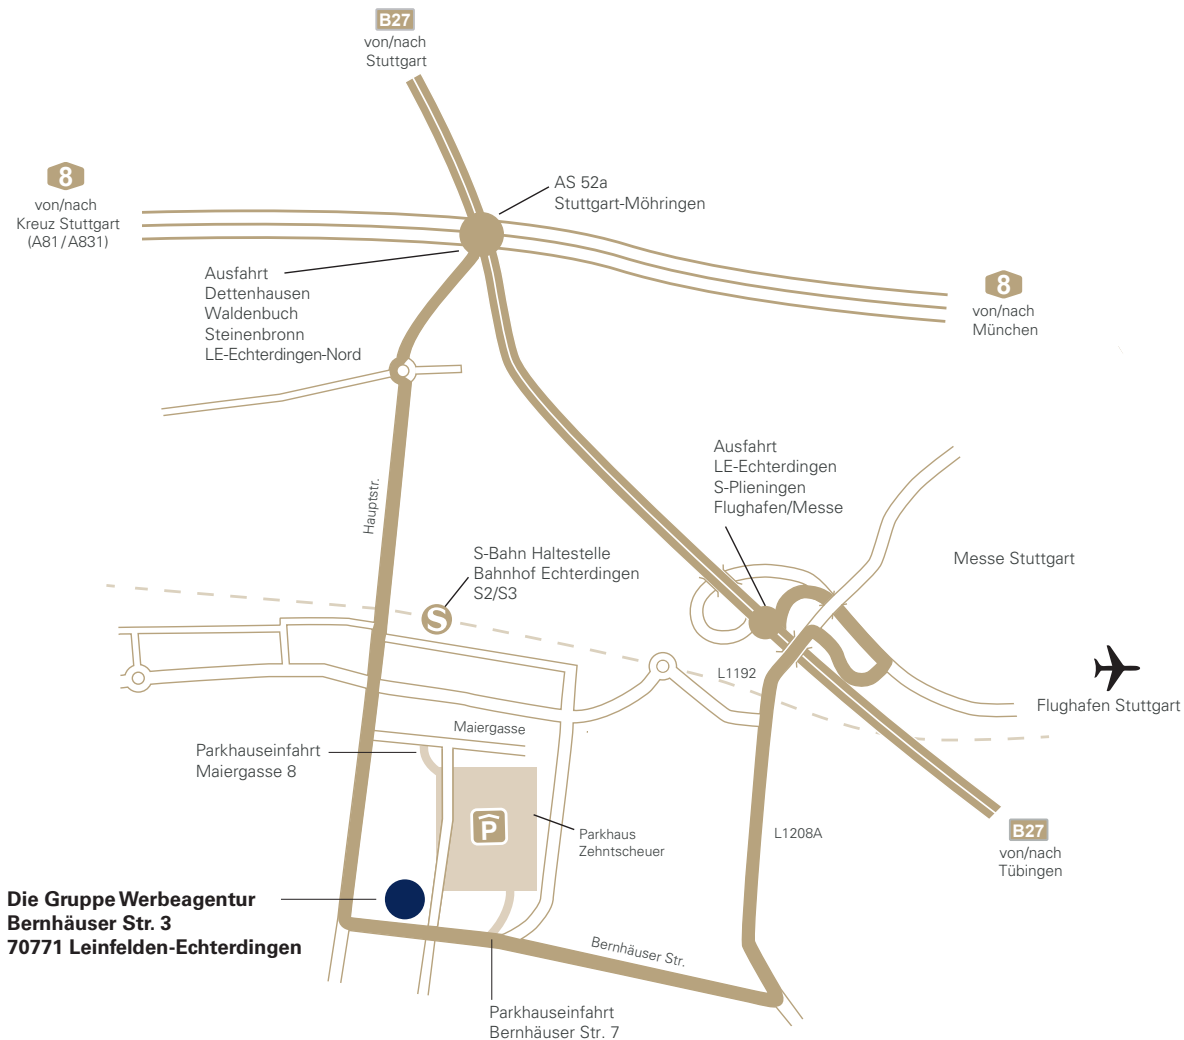 B27
von/nach
Stuttgart
8
von/nach
Kreuz Stuttgart
(A81/A831)
AS 52a
Stuttgart-Möhringen
Ausfahrt
Dettenhausen
Waldenbuch
Steinenbronn
LE-Echterdingen-Nord
8
von/nach
München
Ausfahrt
LE-Echterdingen
S-Plieningen
Flughafen/Messe
Hauptstr.
S-Bahn Haltestelle
Bahnhof Echterdingen
S2/S3
S
Messe Stuttgart
L1192
Flughafen Stuttgart
Maiergasse
Parkhauseinfahrt
Maiergasse 8
P
Parkhaus
Zehntscheuer
L1208A
B27
von/nach
Tübingen
Die Gruppe Werbeagentur
Bernhäuser Str. 3
70771 Leinfelden-Echterdingen
Bernhäuser Str.
Parkhauseinfahrt
Bernhäuser Str. 7